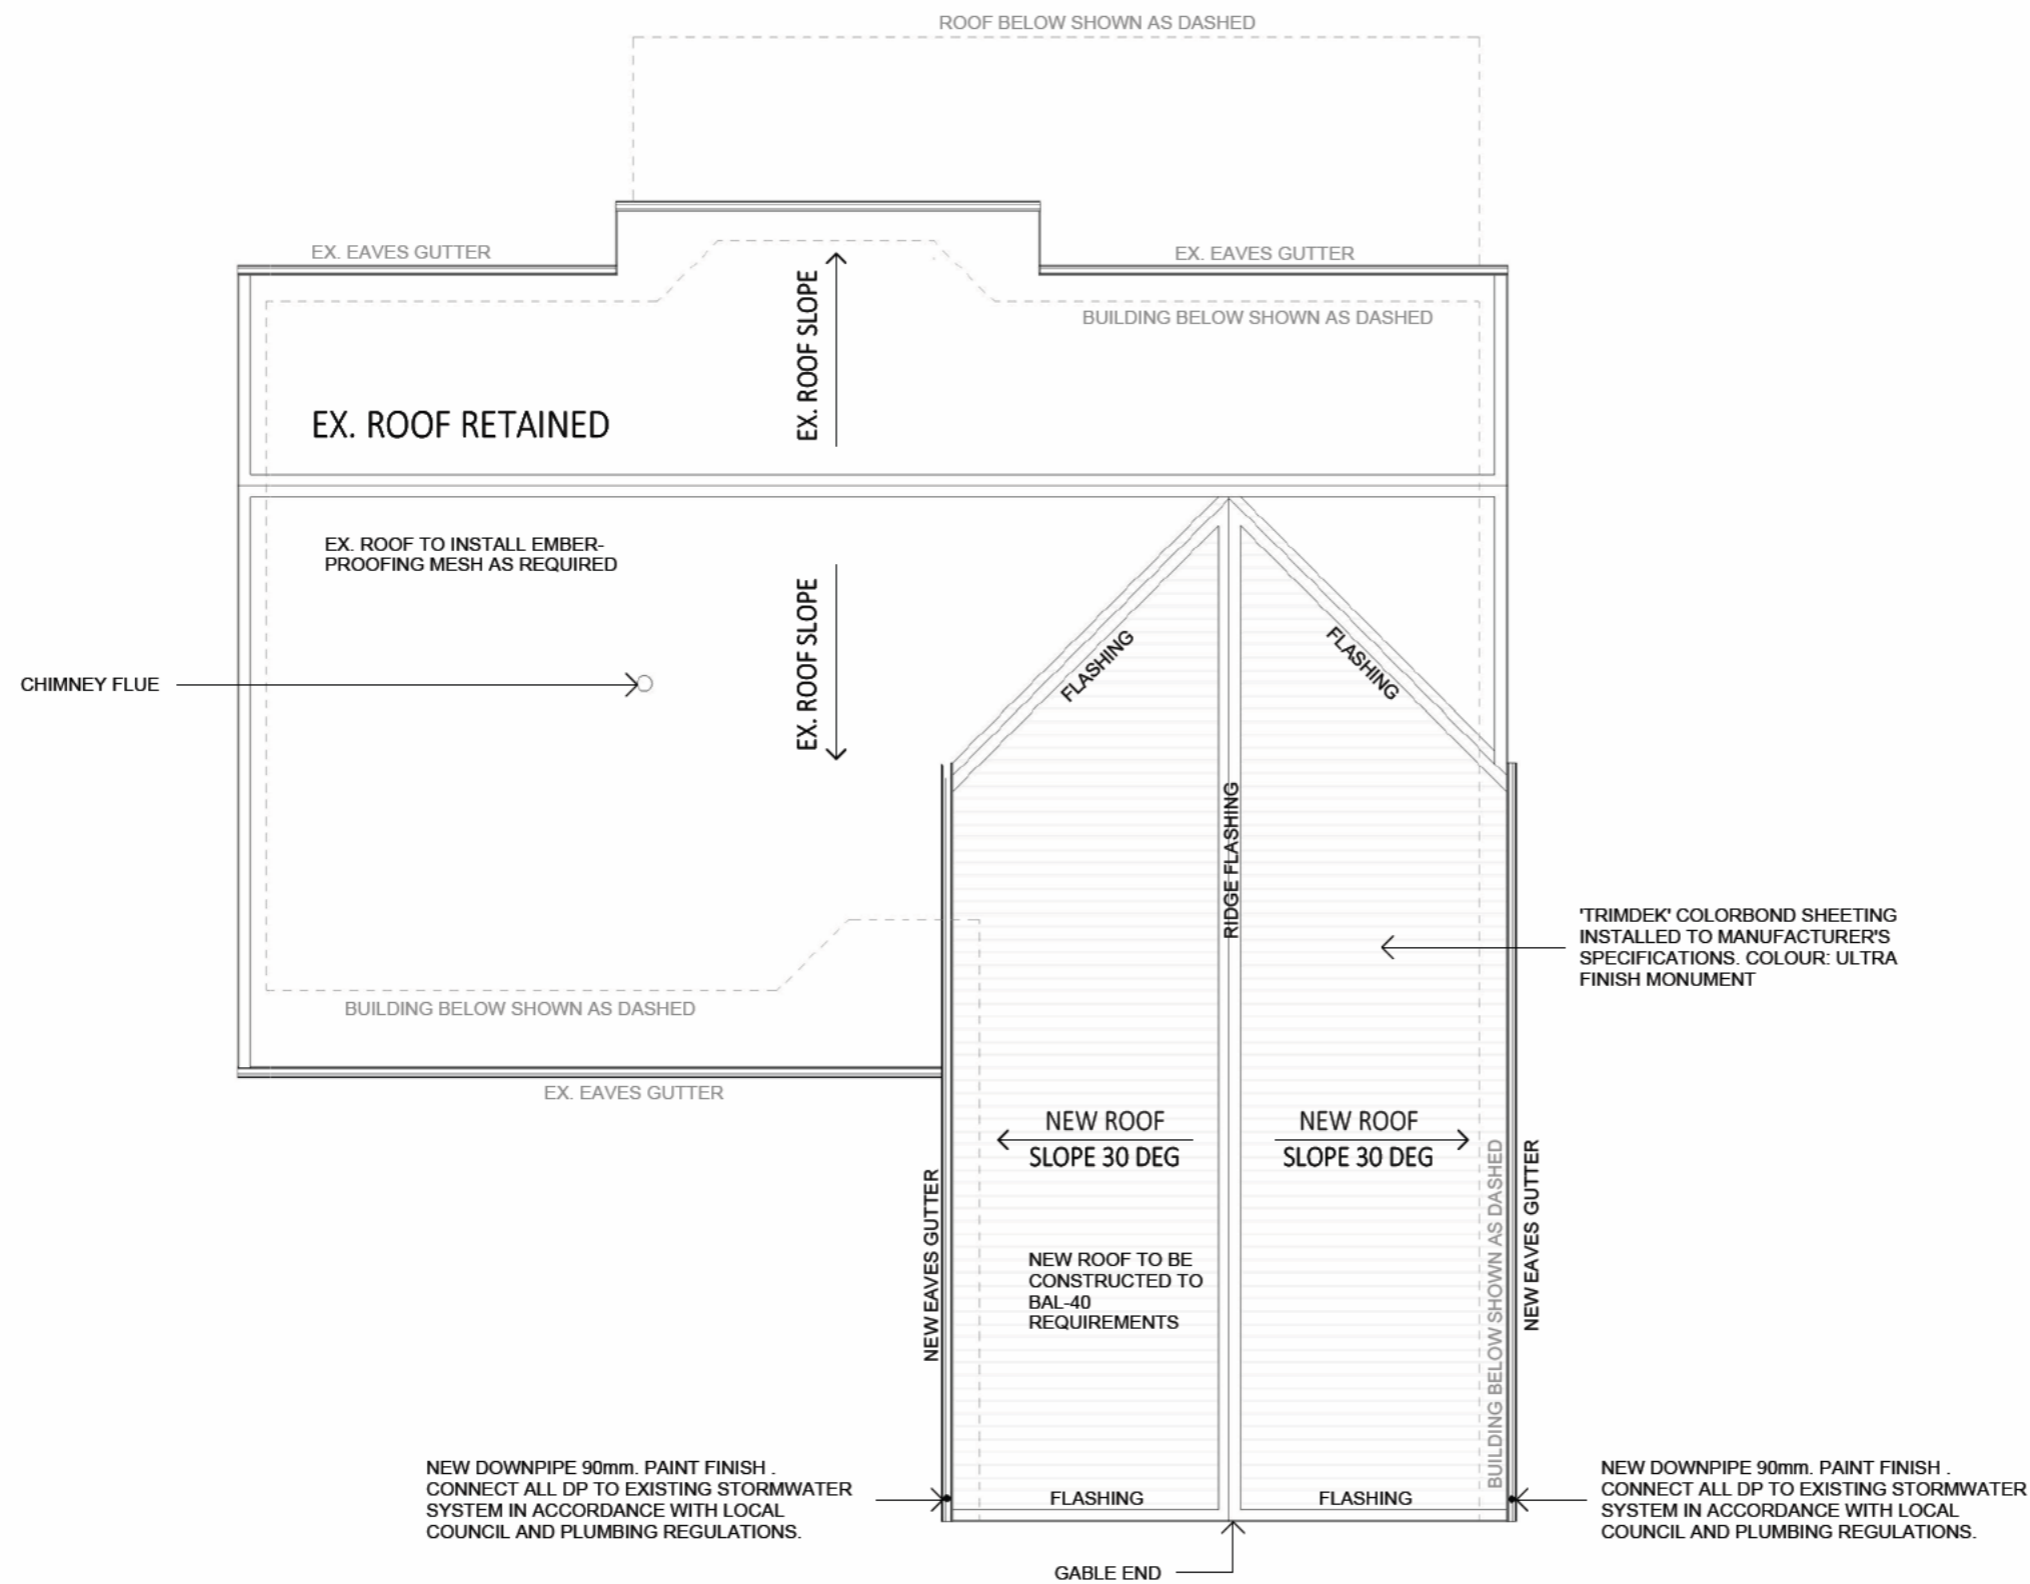 ROOF BELOW SHOWN AS DASHED
EX. EAVES GUTTER
EX. EAVES GUTTER
EX. ROOF SLOPE
BUILDING BELOW SHOWN AS DASHED
EX. ROOF RETAINED
EX. ROOF TO INSTALL EMBER-
PROOFING MESH AS REQUIRED
EX. ROOF SLOPE
FLASHING
FLASHING
CHIMNEY FLUE
RIDGE FLASHING
'TRIMDEK' COLORBOND SHEETING
INSTALLED TO MANUFACTURER'S
SPECIFICATIONS. COLOUR: ULTRA
FINISH MONUMENT
BUILDING BELOW SHOWN AS DASHED
EX. EAVES GUTTER
NEW ROOF
SLOPE 30 DEG
NEW ROOF
SLOPE 30 DEG
NEW EAVES GUTTER
BUILDING BELOW SHOWN AS DASHED
NEW EAVES GUTTER
NEW ROOF TO BE
CONSTRUCTED TO
BAL-40
REQUIREMENTS
NEW DOWNPIPE 90mm. PAINT FINISH .
CONNECT ALL DP TO EXISTING STORMWATER
SYSTEM IN ACCORDANCE WITH LOCAL
COUNCIL AND PLUMBING REGULATIONS.
FLASHING
FLASHING
NEW DOWNPIPE 90mm. PAINT FINISH .
CONNECT ALL DP TO EXISTING STORMWATER
SYSTEM IN ACCORDANCE WITH LOCAL
COUNCIL AND PLUMBING REGULATIONS.
GABLE END